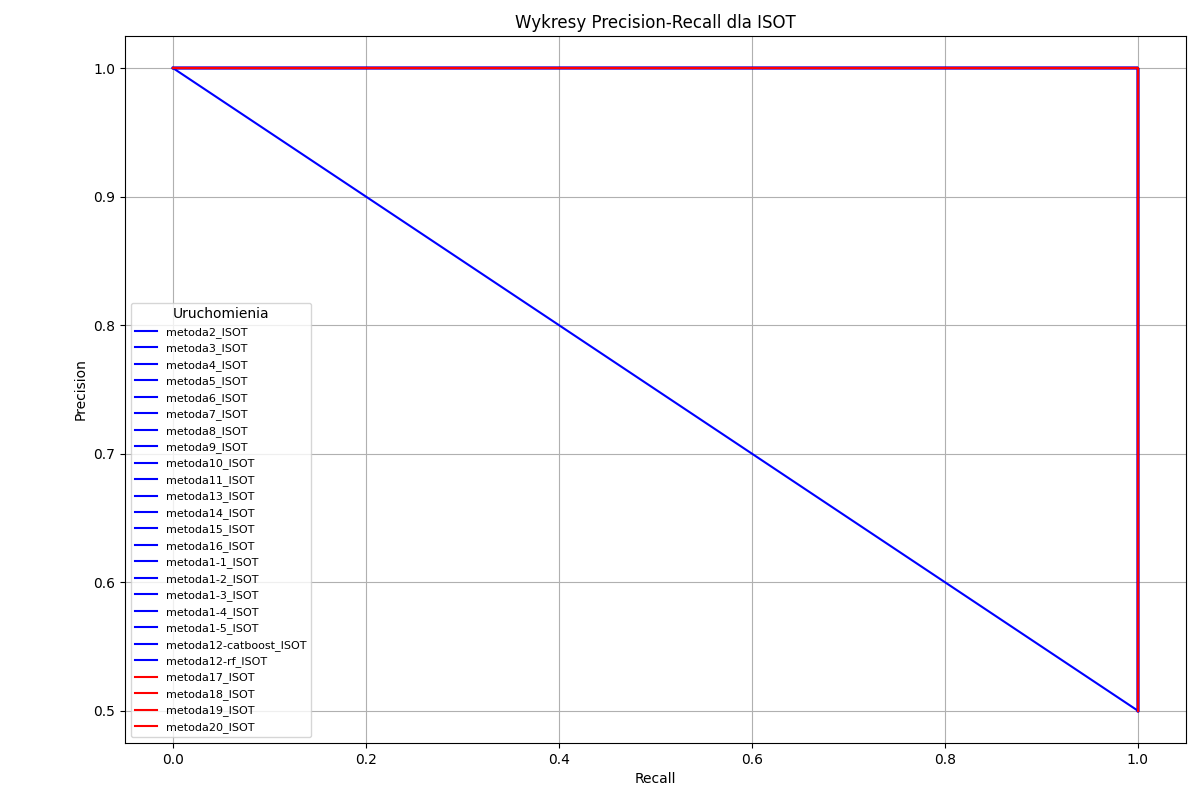 Wykresy Precision-Recall dla ISOT
1.0
0.9
0.8
0.7
0.6
0.5
Precision
Uruchomienia
metoda2_ISOT
metoda3_ISOT
metoda4_ISOT
metoda5_ISOT
metoda6_ISOT
metoda7_ISOT
metoda8_ISOT
metoda9_ISOT
metoda10_ISOT
metoda11_ISOT
metoda13_ISOT
metoda14_ISOT
metoda15_ISOT
metoda16_ISOT
metoda1-1_ISOT
metoda1-2_ISOT
metoda1-3_ISOT
metoda1-4_ISOT
metoda1-5_ISOT
metoda12-catboost_ISOT
metoda12-rf_ISOT
metoda17_ISOT
metoda18_ISOT
metoda19_ISOT
metoda20_ISOT
0.0 0.2 0.4 0.6 0.8 1.0
Recall